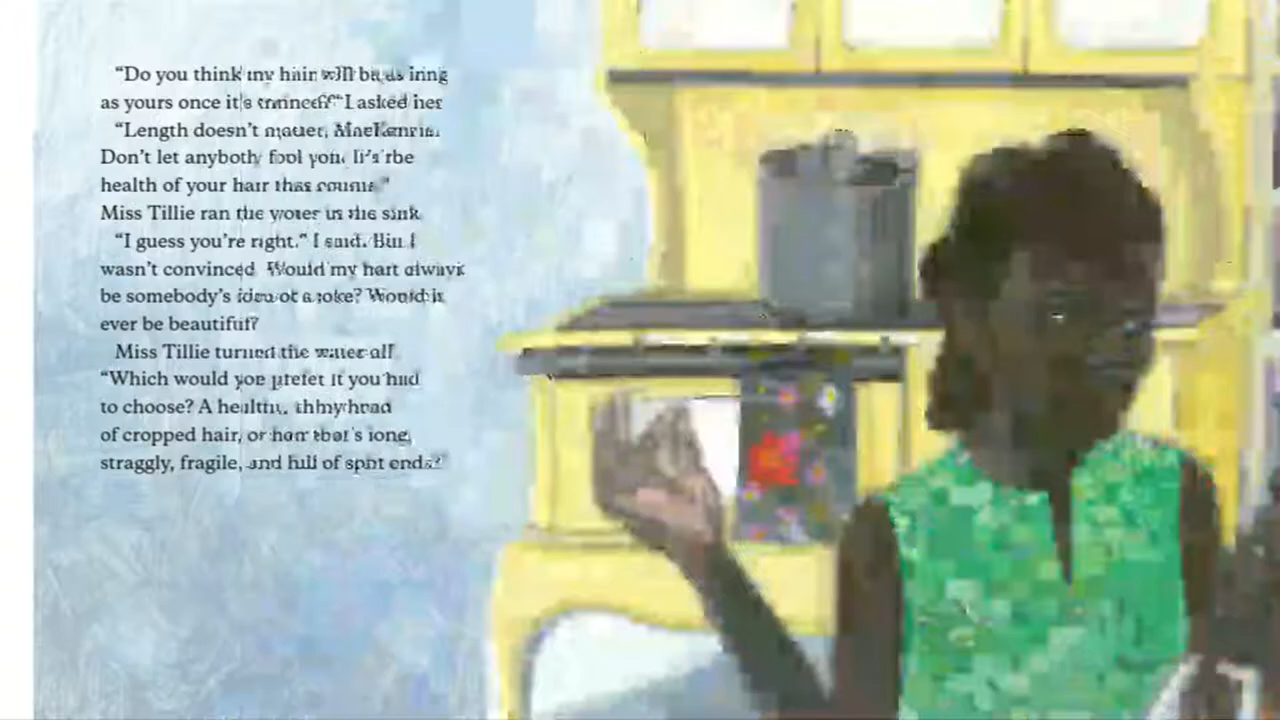 “Do you think my hair will be as long
as yours once it's trained?” I asked her
“Length doesn't matter, MacKenzie.
Don't let anybody fool you. It's the
health of your hair that counts.”
Miss Tillie ran the water in the sink
“I guess you're right.” I said. But I
wasn't convinced. Would my hair always
be somebody's idea of a joke? Would it
ever be beautiful?
Miss Tillie turned the water off
“Which would you prefer if you had
to choose? A healthy, shiny head
of cropped hair, or hair that's long,
straggly, fragile, and full of split ends?”